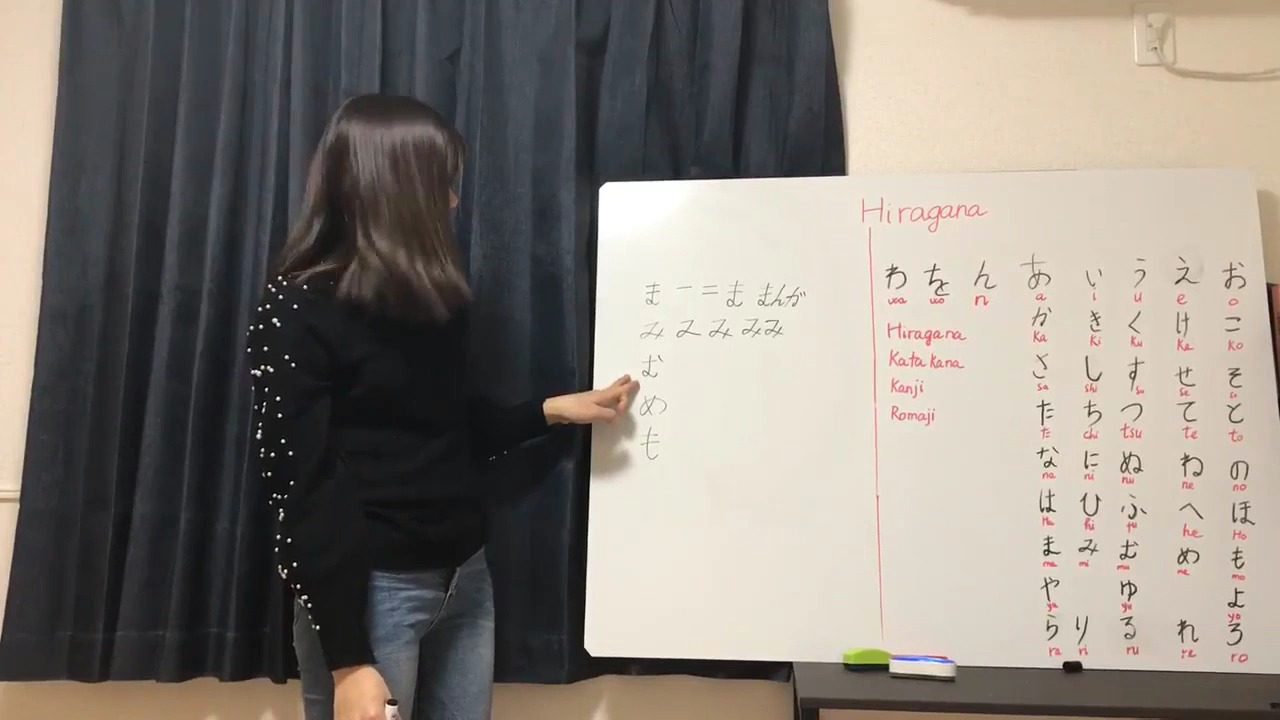 Hiragana
ま 一 二 む まんが
み み み みみ
む
め
も
わ を ん
wa wo n
Hiragana
Katakana
Kanji
Romaji
あ い う え お
a i u e o
か き く け こ
ka ki ku ke ko
さ し す せ そ
sa shi su se so
た ち つ て と
ta chi tsu te to
な に ぬ ね の
na ni nu ne no
は ひ ふ へ ほ
Ha hi fu he Ho
ま み む め も
ma mi mu me mo
や ゆ よ
ya yu yo
ら り る れ ろ
ra ri ru re ro